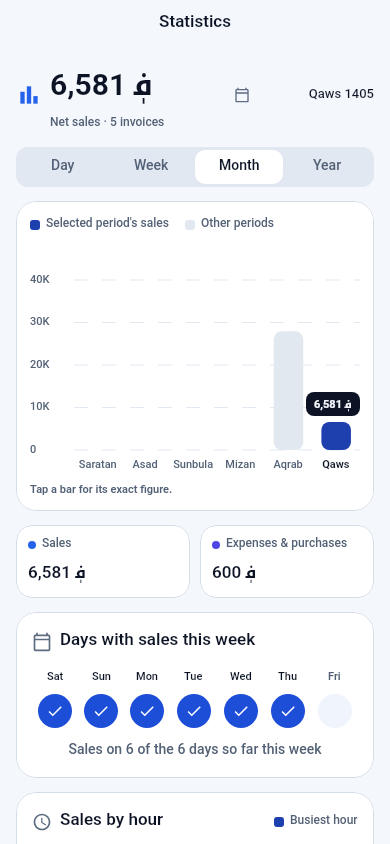 Statistics
6,581 ؋
Qaws 1405
Net sales · 5 invoices
Day Week Month Year
Selected period's sales Other periods
40K
30K
20K
10K
6,581 ؋
0
Saratan Asad Sunbula Mizan Aqrab Qaws
Tap a bar for its exact figure.
Sales
6,581 ؋
Expenses & purchases
600 ؋
Days with sales this week
Sat Sun Mon Tue Wed Thu Fri
Sales on 6 of the 6 days so far this week
Sales by hour
Busiest hour